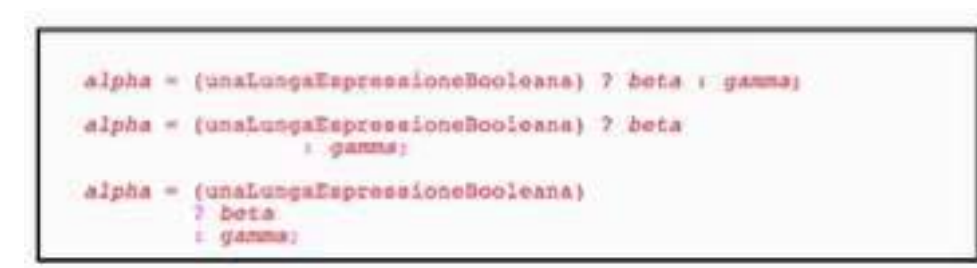 alpha = (unaLungaEspressioneBooleana) ? beta : gamma;
alpha = (unaLungaEspressioneBooleana) ? beta
: gamma;
alpha = (unaLungaEspressioneBooleana)
? beta
: gamma;